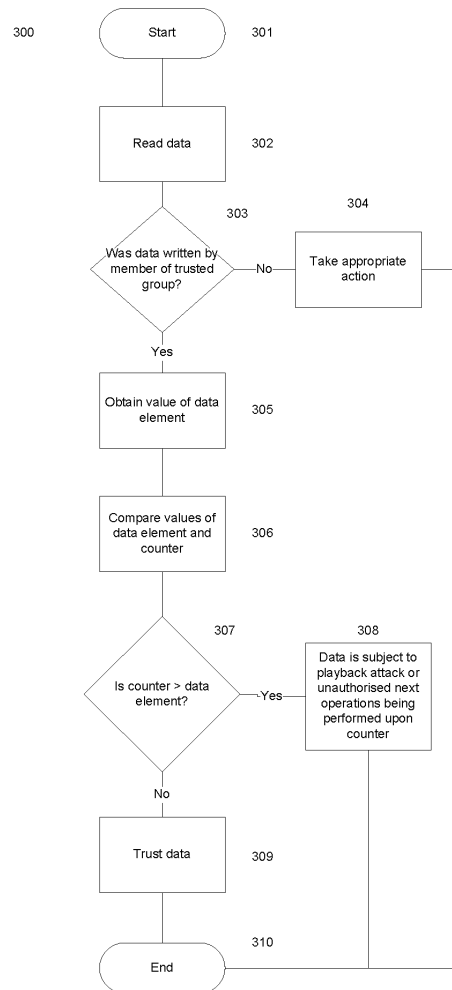 300
Start
301
Read data
302
303
Was data written by
member of trusted
group?
No
304
Take appropriate
action
Yes
Obtain value of data
element
305
Compare values of
data element and
counter
306
307
Is counter > data
element?
Yes
308
Data is subject to
playback attack or
unauthorised next
operations being
performed upon
counter
No
Trust data
309
310
End